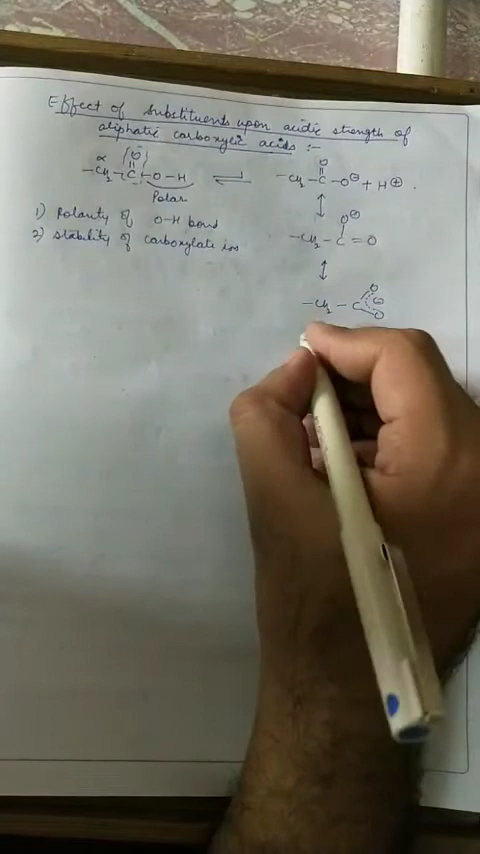 Effect of Substituents upon acidic strength of
aliphatic carboxylic acids :-
α O
-CH2-C-O-H ⇌ -CH2-C-O⊖ + H⊕ .
Polar
O
1) Polarity of O-H bond
2) Stability of carboxylate ion
↕
O⊖
-CH2-C=O
↕
-CH2-C O
⊖
O